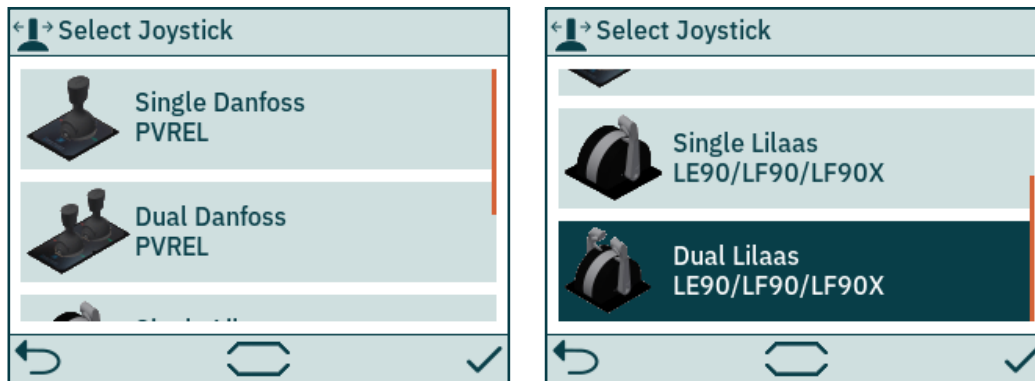 Select Joystick
Single Danfoss
PVREL
Dual Danfoss
PVREL
Select Joystick
Single Lilaas
LE90/LF90/LF90X
Dual Lilaas
LE90/LF90/LF90X